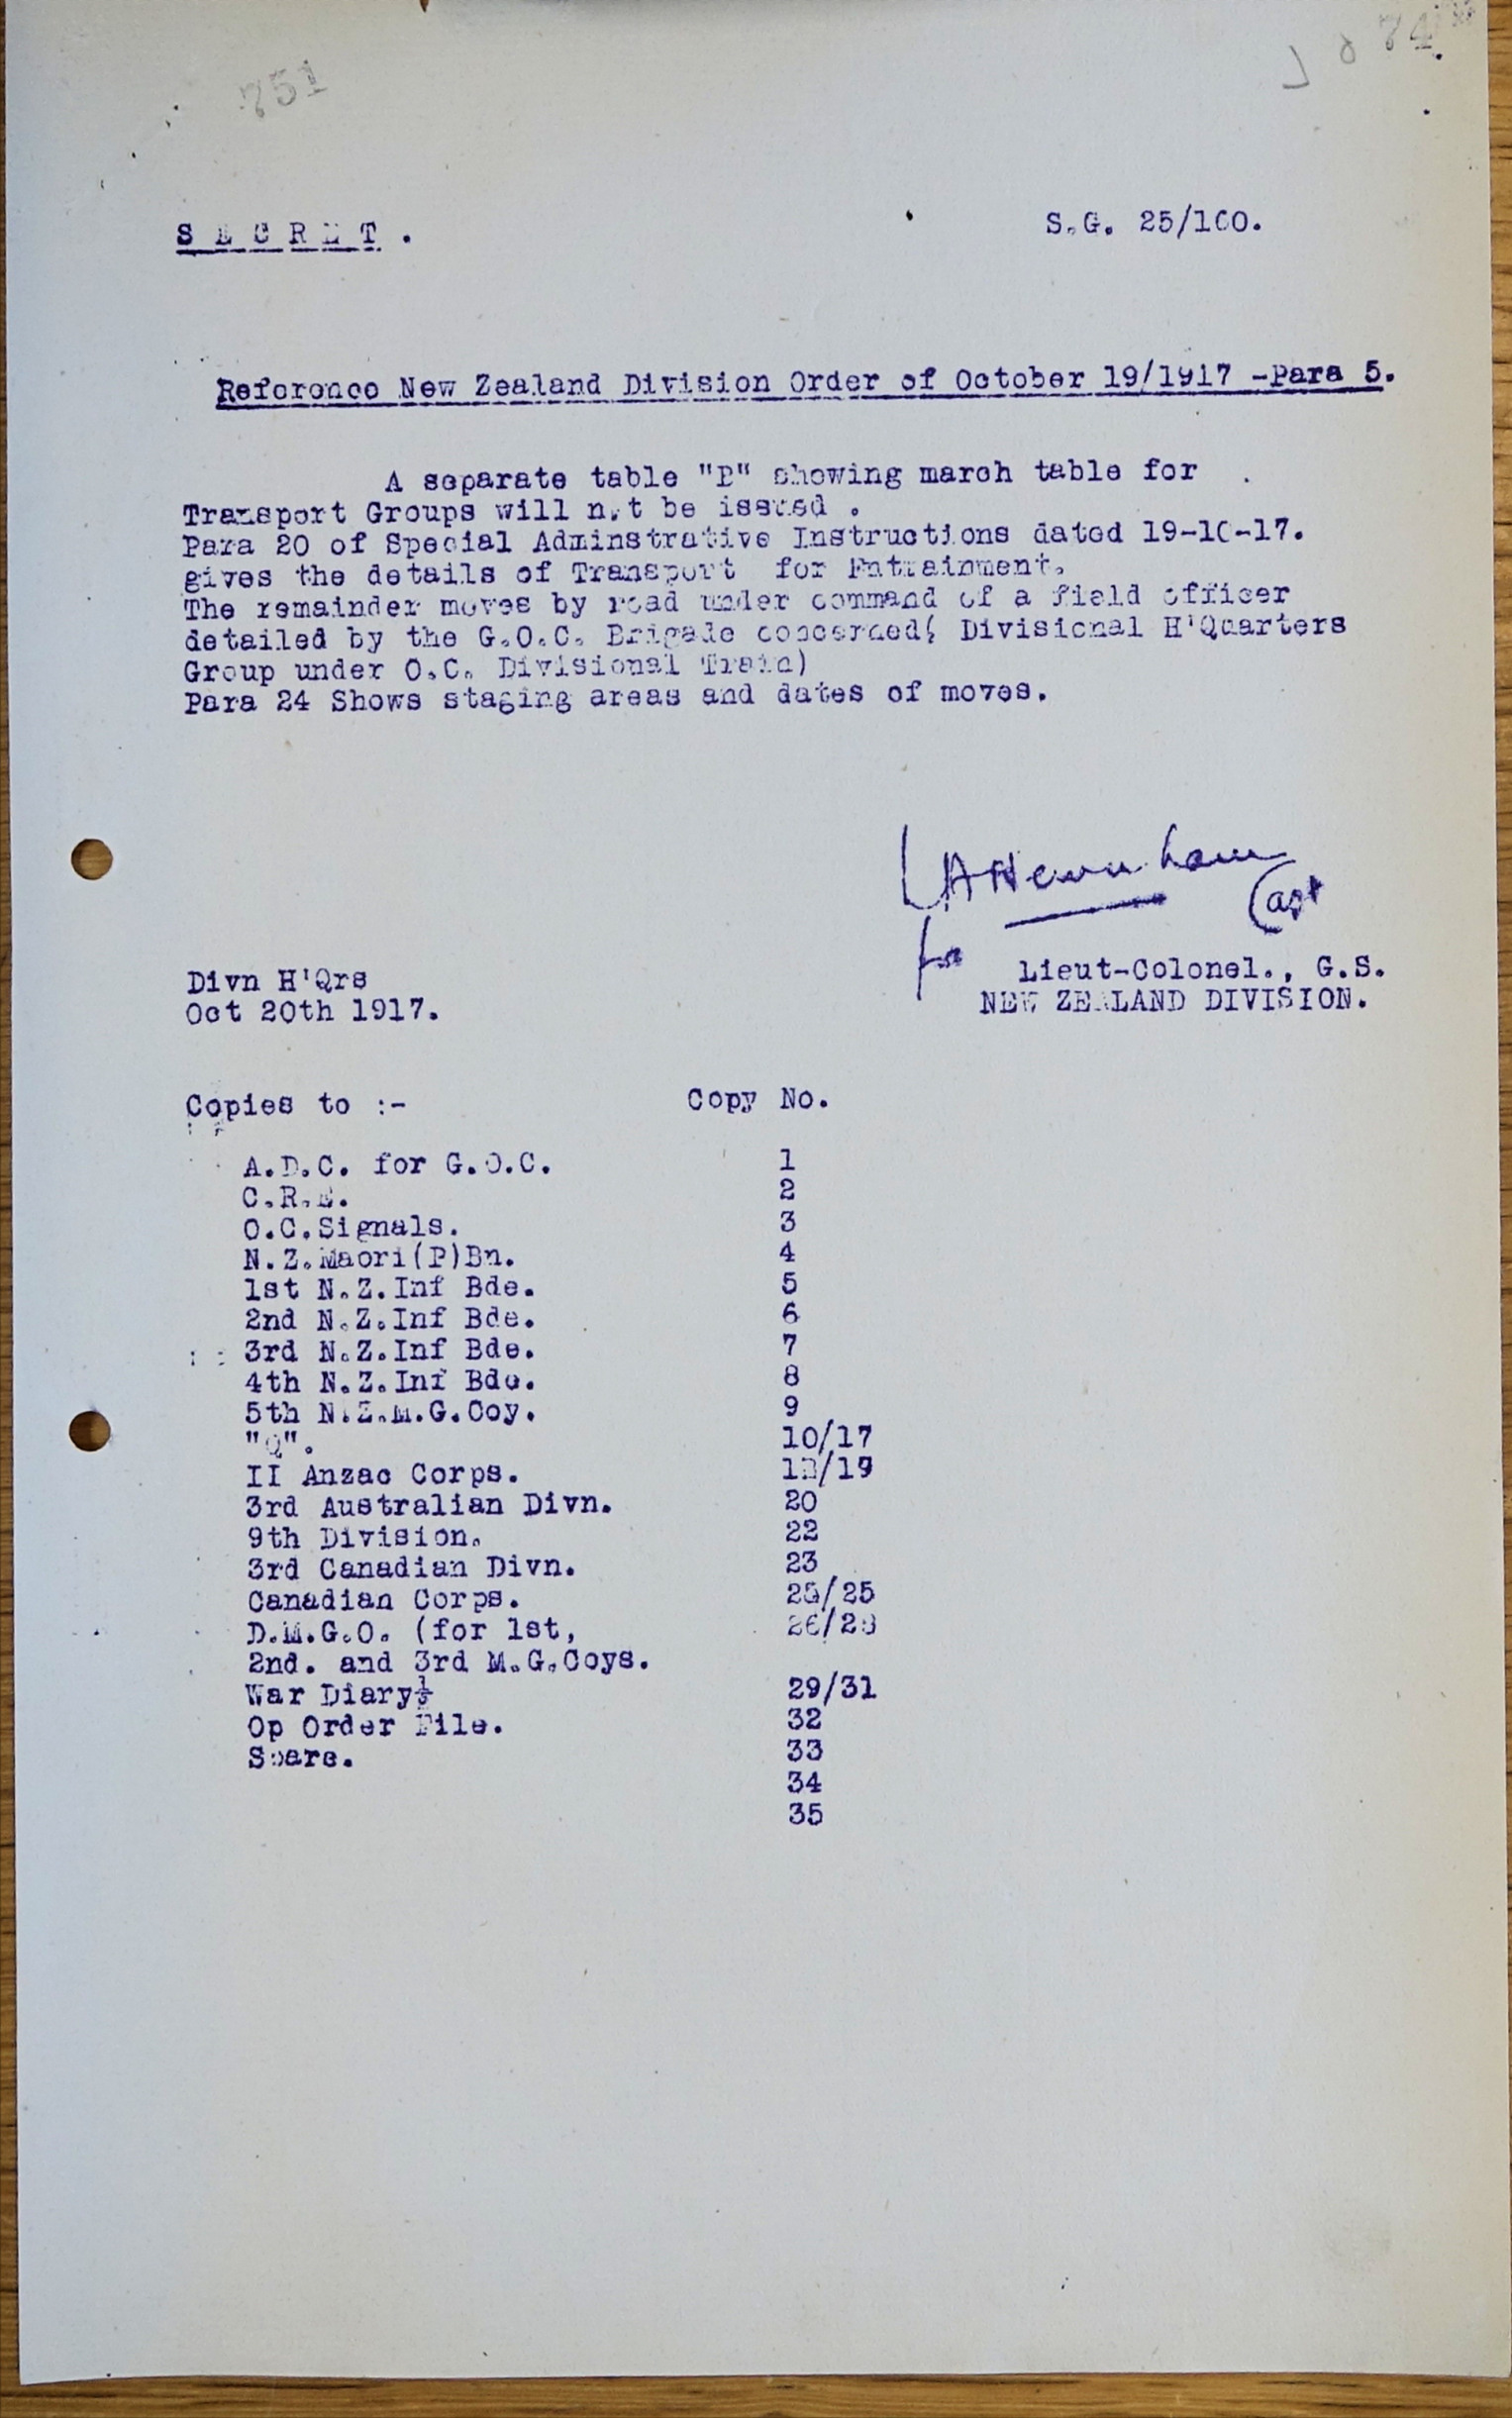 751
74
S E C R E T .
S.G. 25/100.
Reference New Zealand Division Order of October 19/1917 -Para 5.
A separate table "B" showing march table for
Transport Groups will not be issued .
Para 20 of Special Adminstrative Instructions dated 19-10-17.
gives the details of Transport for Entrainment.
The remainder moves by road under command of a field officer
detailed by the G.O.C. Brigade concerned( Divisional H'Quarters
Group under O.C. Divisional Train)
Para 24 Shows staging areas and dates of moves.
Capt
for
Lieut-Colonel., G.S.
NEW ZEALAND DIVISION.
Divn H'Qrs
Oct 20th 1917.
Copies to :- Copy No.
A.D.C. for G.O.C. 1
C.R.E. 2
O.C.Signals. 3
N.Z.Maori(P)Bn. 4
1st N.Z.Inf Bde. 5
2nd N.Z.Inf Bde. 6
3rd N.Z.Inf Bde. 7
4th N.Z.Inf Bde. 8
5th N.Z.M.G.Coy. 9
"Q". 10/17
II Anzac Corps. 18/19
3rd Australian Divn. 20
9th Division. 22
3rd Canadian Divn. 23
Canadian Corps. /25
D.M.G.O. (for 1st, 26/28
2nd. and 3rd M.G.Coys.
War Diary 29/31
Op Order File. 32
Spare. 33
34
35